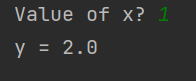 Value of x? 1
y = 2.0